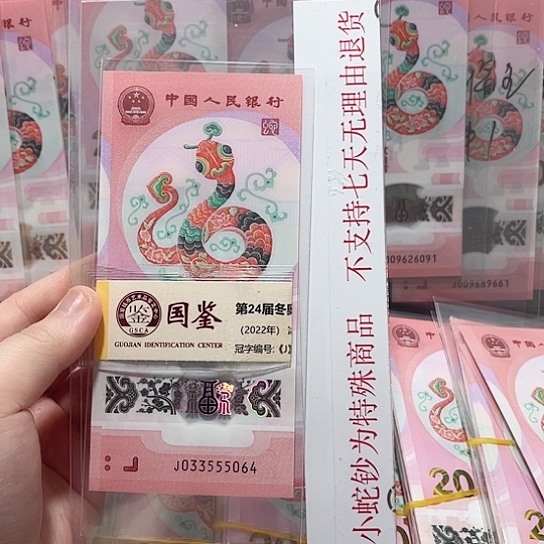 中国人民银行
国鉴
GSCA
GUOJIAN IDENTIFICATION CENTER
第24届冬
(2022年)
冠字编号:《J
J033555064
小蛇钞为特殊商品 不支持七天无理由退货
J009626091
20